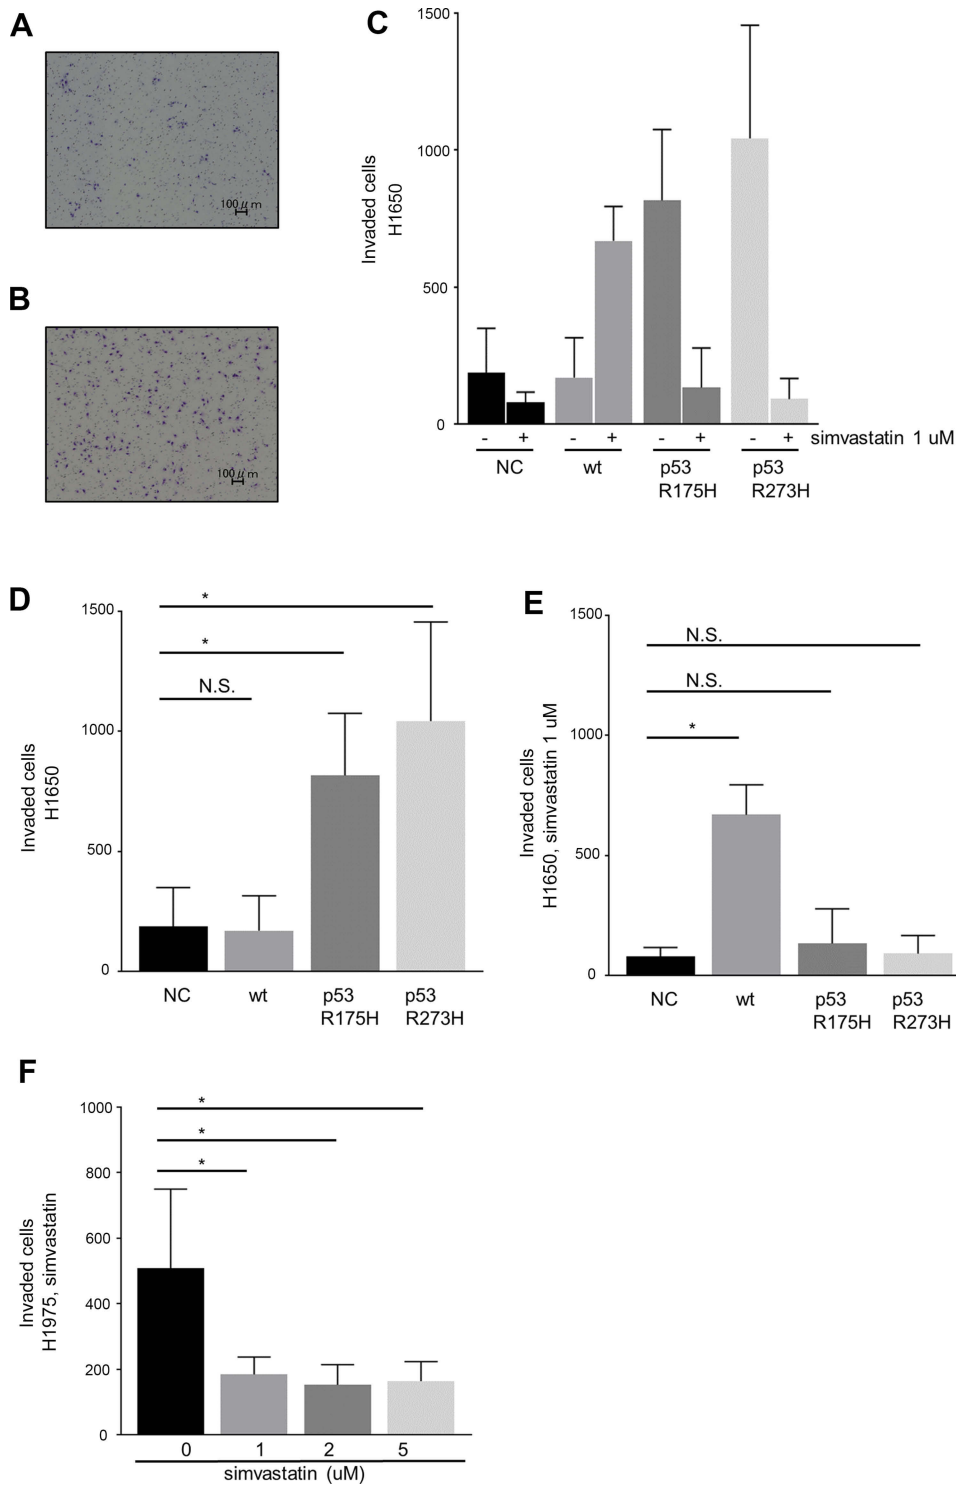 A
100 μm
B
100 μm
C
Invaded cells
H1650
1500
1000
500
0
- + - + - + - + simvastatin 1 uM
NC wt p53 p53
R175H R273H
D
Invaded cells
H1650
1500
1000
500
0
*
*
N.S.
NC wt p53 p53
R175H R273H
E
Invaded cells
H1650, simvastatin 1 uM
1500
1000
500
0
N.S.
N.S.
*
NC wt p53 p53
R175H R273H
F
Invaded cells
H1975, simvastatin
1000
800
600
400
200
0
*
*
*
0 1 2 5
simvastatin (uM)